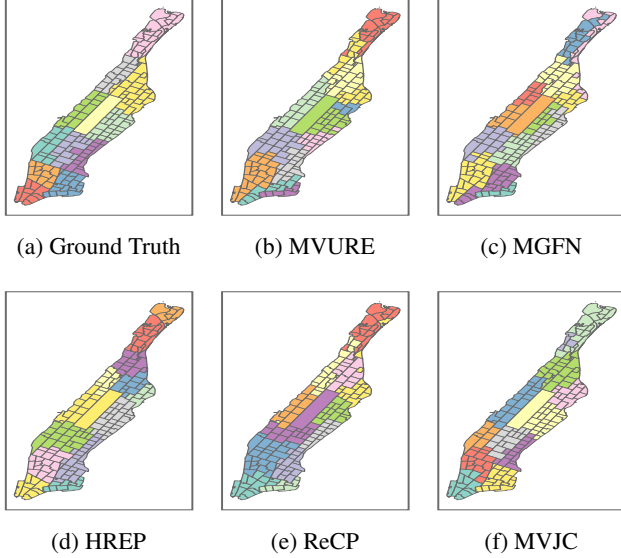 (a) Ground Truth
(b) MVURE
(c) MGFN
(d) HREP
(e) ReCP
(f) MVJC